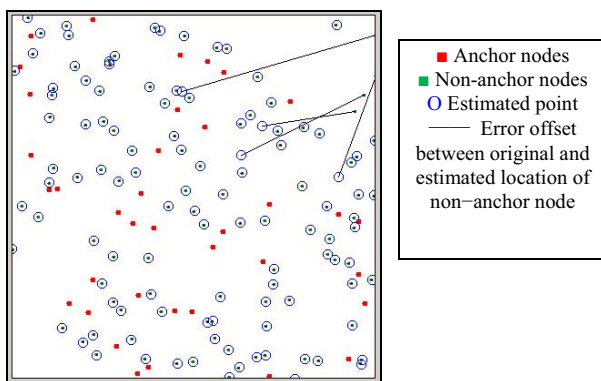 Anchor nodes
Non-anchor nodes
Estimated point
Error offset
between original and
estimated location of
non−anchor node